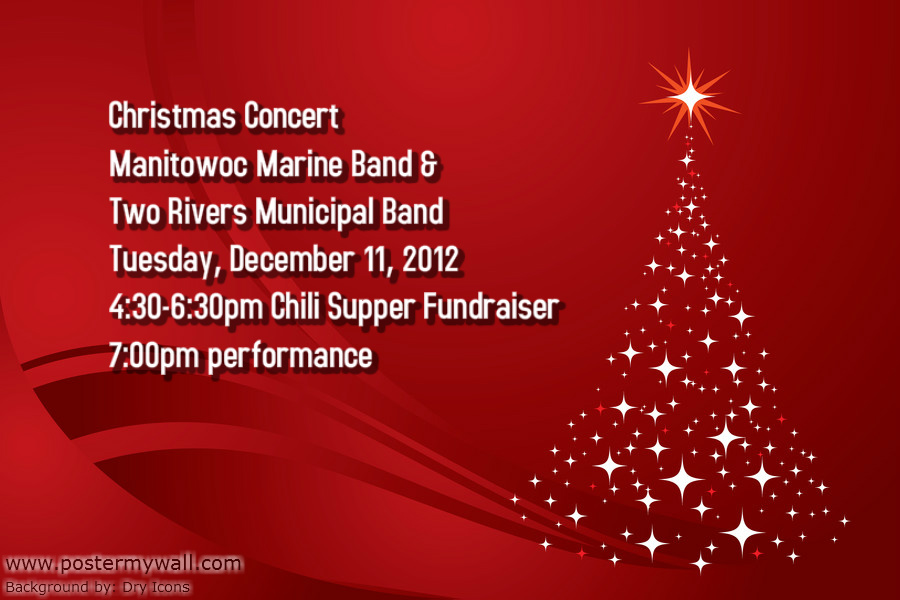 Christmas Concert
Manitowoc Marine Band &
Two Rivers Municipal Band
Tuesday, December 11, 2012
4:30-6:30pm Chili Supper Fundraiser
7:00pm performance
www.postermywall.com
Background by: Dry Icons